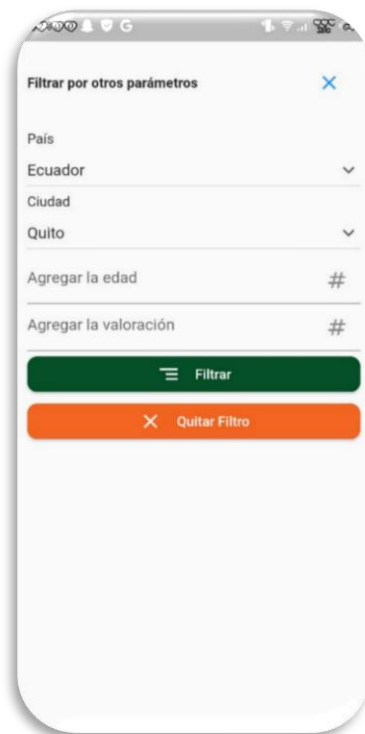 Filtrar por otros parámetros
País
Ecuador
Ciudad
Quito
Agregar la edad #
Agregar la valoración #
Filtrar
Quitar Filtro